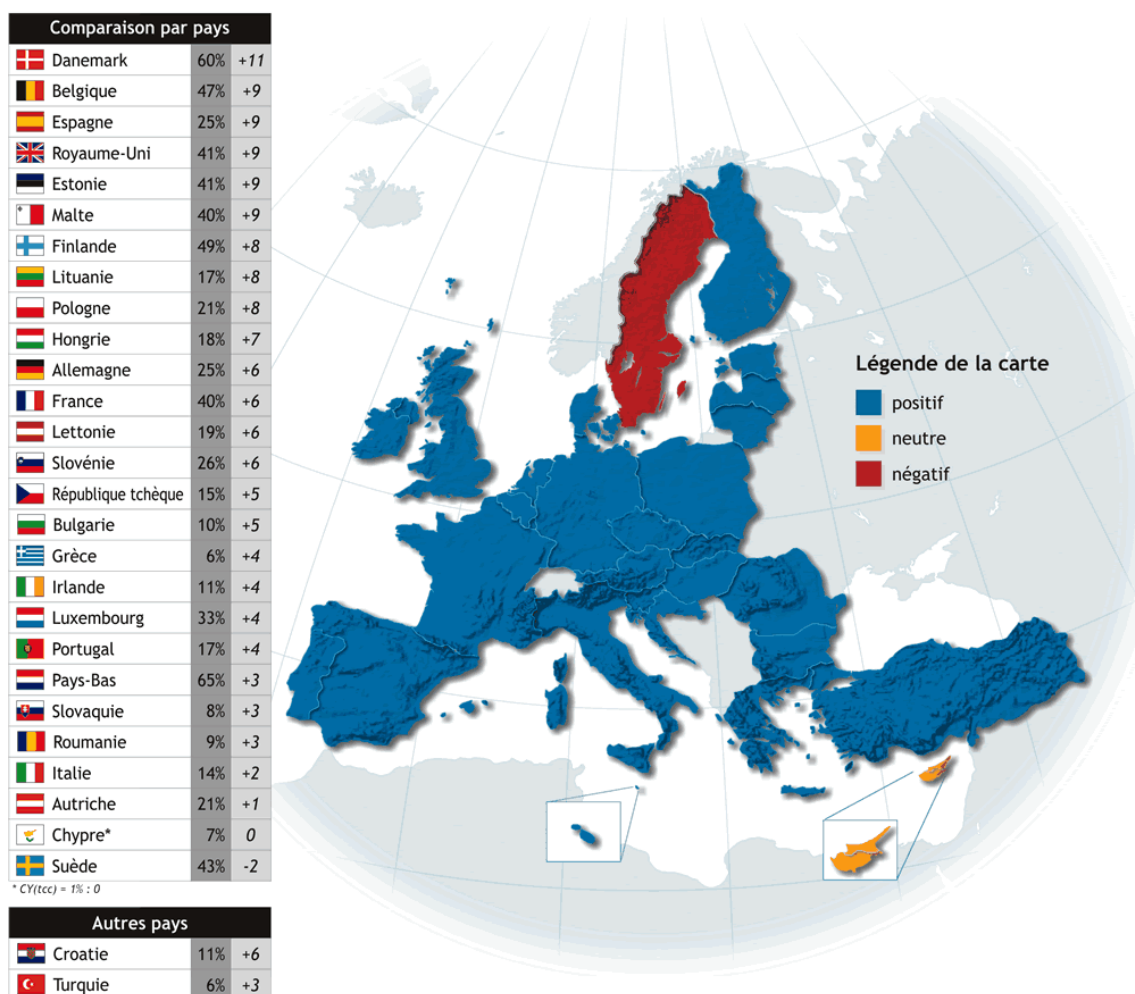 Comparaison par pays
Danemark 60% +11
Belgique 47% +9
Espagne 25% +9
Royaume-Uni 41% +9
Estonie 41% +9
Malte 40% +9
Finlande 49% +8
Lituanie 17% +8
Pologne 21% +8
Hongrie 18% +7
Allemagne 25% +6
France 40% +6
Lettonie 19% +6
Slovénie 26% +6
République tchèque 15% +5
Bulgarie 10% +5
Grèce 6% +4
Irlande 11% +4
Luxembourg 33% +4
Portugal 17% +4
Pays-Bas 65% +3
Slovaquie 8% +3
Roumanie 9% +3
Italie 14% +2
Autriche 21% +1
Chypre* 7% 0
Suède 43% -2
* CY(tcc) = 1% : 0
Autres pays
Croatie 11% +6
Turquie 6% +3
Légende de la carte
positif
neutre
négatif